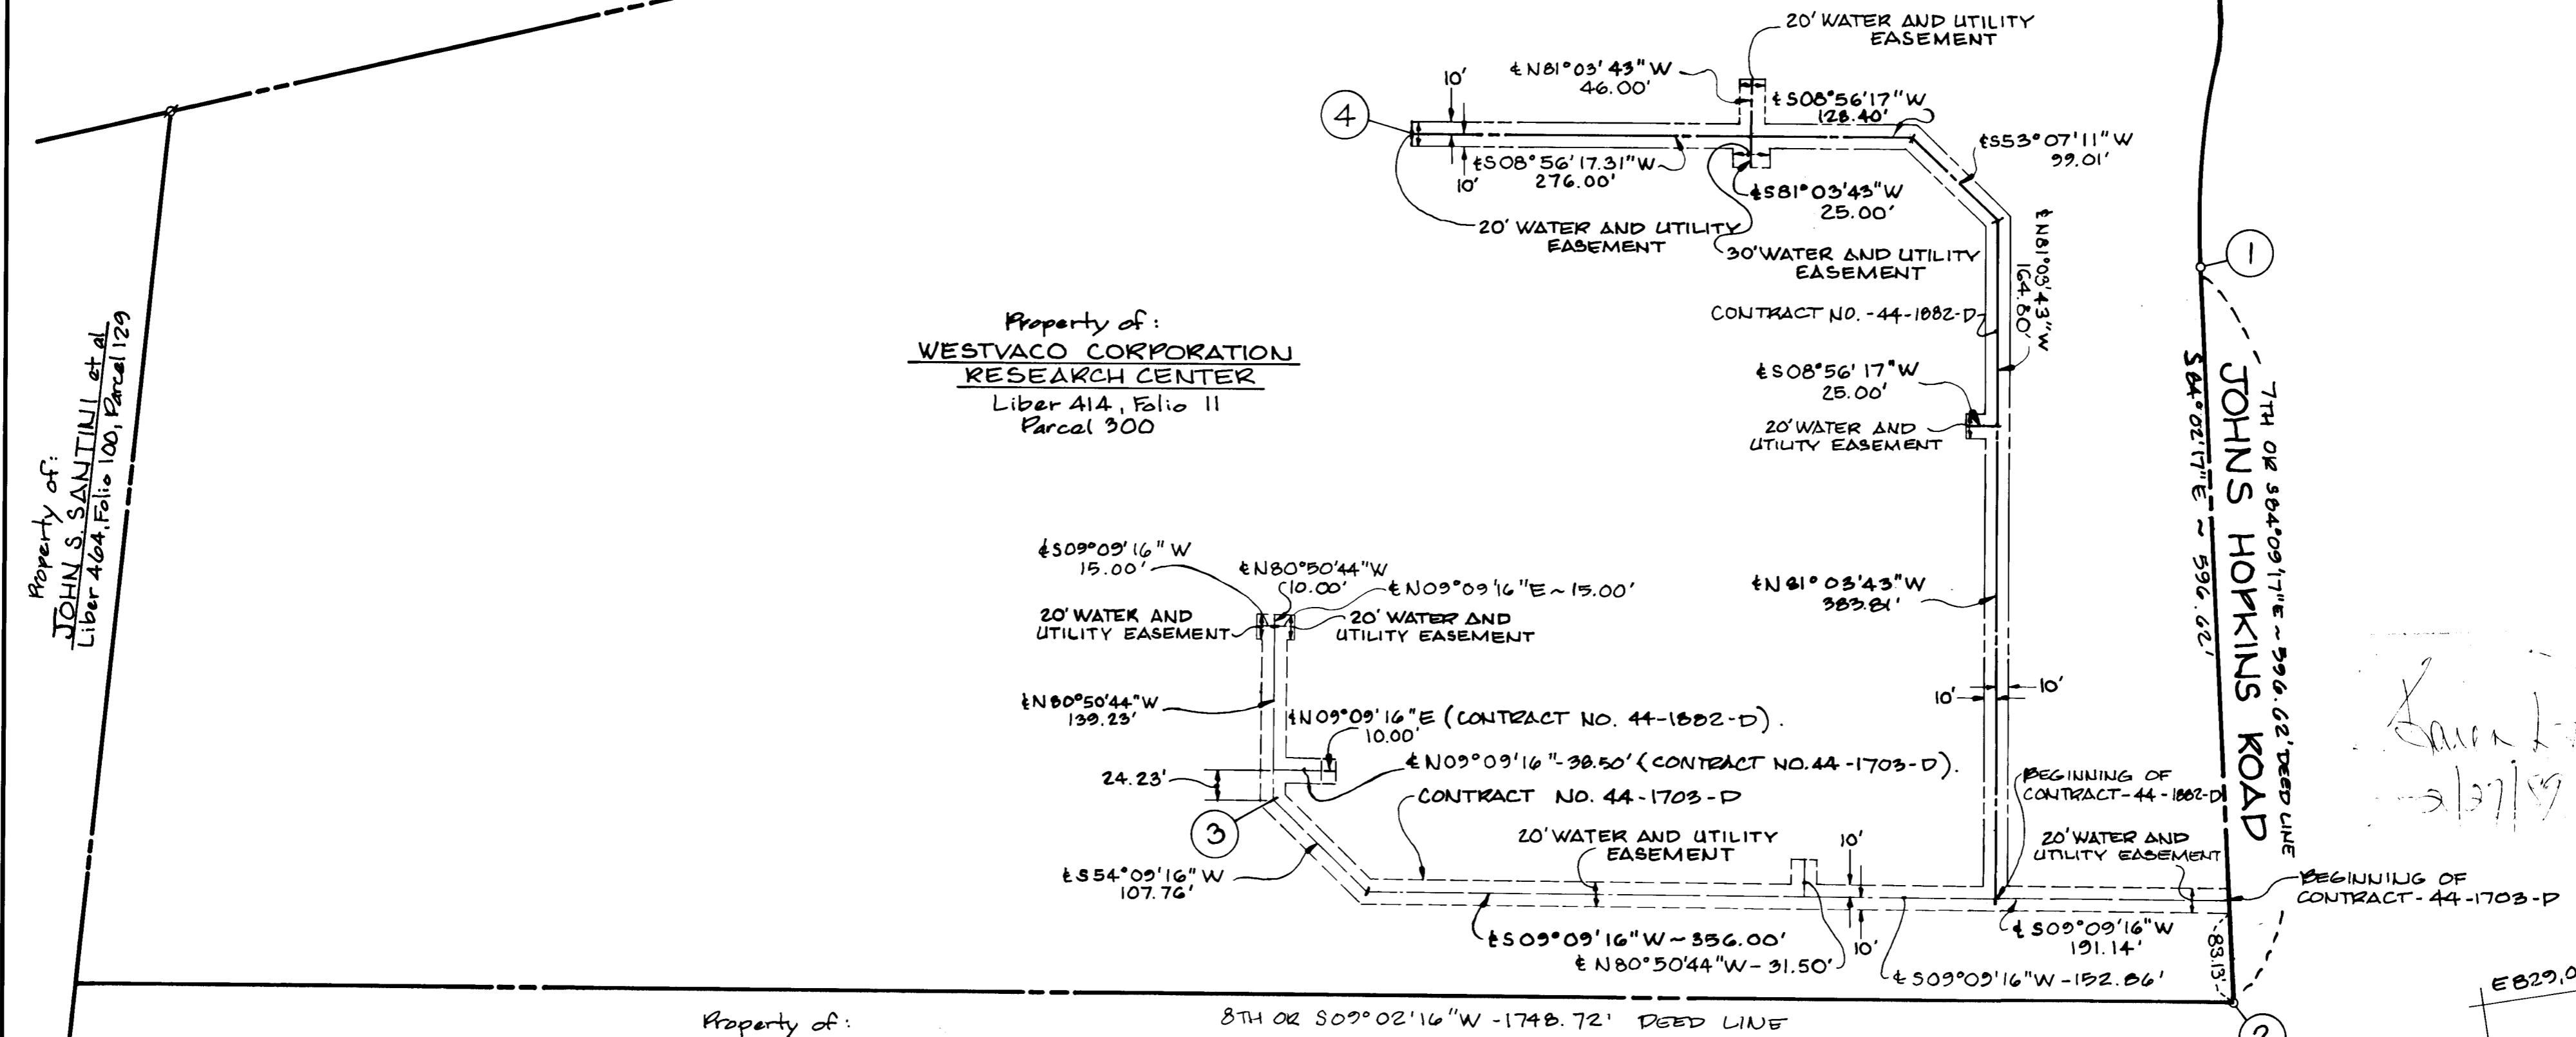 20' WATER AND UTILITY
EASEMENT
℄ N81°03'43"W
46.00'
10'
4
℄ S08°56'17"W
128.40'
℄ S53°07'11"W
99.01'
℄ S08°56'17.31"W
276.00'
10'
℄ S81°03'43"W
25.00'
20' WATER AND UTILITY
EASEMENT
30' WATER AND UTILITY
EASEMENT
℄ N81°03'43"W
164.80'
1
CONTRACT NO. -44-1882-D
Property of:
WESTVACO CORPORATION
RESEARCH CENTER
Liber 414, Folio 11
Parcel 300
Property of:
JOHN S. SANTINI et al
Liber 464, Folio 100, Parcel 129
℄ S08°56'17"W
25.00'
20' WATER AND
UTILITY EASEMENT
7TH OR S84°09'17"E ~ 596.62' DEED LINE
JOHNS HOPKINS ROAD
S84°02'17"E ~ 596.62'
℄ S09°09'16"W
15.00'
℄ N80°50'44"W
10.00'
℄ N09°09'16"E ~ 15.00'
20' WATER AND
UTILITY EASEMENT
20' WATER AND
UTILITY EASEMENT
℄ N81°03'43"W
383.81'
10'
10'
℄ N80°50'44"W
139.23'
℄ N09°09'16"E (CONTRACT NO. 44-1882-D).
10.00'
℄ N09°09'16"-38.50' (CONTRACT NO. 44-1703-D).
24.23'
CONTRACT NO. 44-1703-D
3
20' WATER AND UTILITY
EASEMENT
10'
BEGINNING OF
CONTRACT-44-1882-D
20' WATER AND
UTILITY EASEMENT
BEGINNING OF
CONTRACT-44-1703-D
℄ S54°09'16"W
107.76'
℄ S09°09'16"W ~ 356.00'
℄ N80°50'44"W-31.50'
10'
℄ S09°09'16"W
191.14'
℄ S09°09'16"W -152.86'
83.13'
E829,0
2/27/89
Property of:
8TH OR S09°02'16"W -1748.72' DEED LINE
2